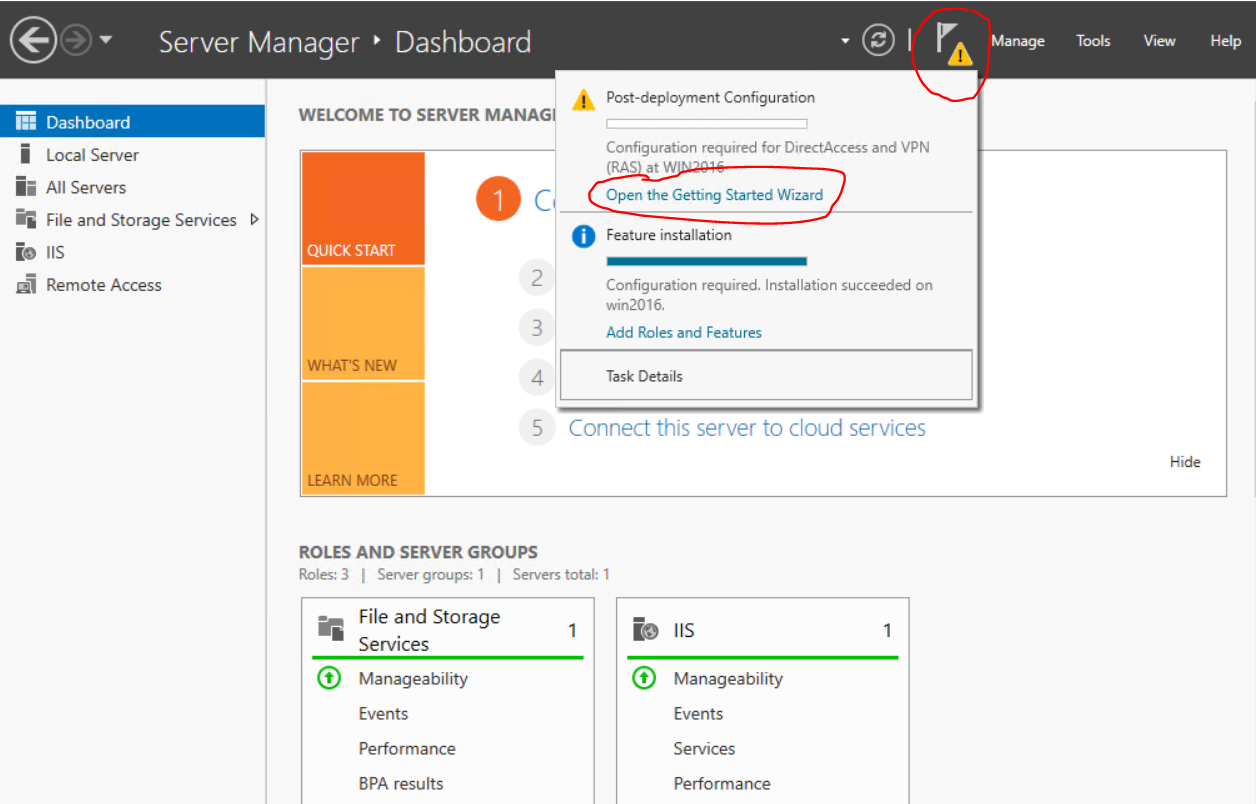 Server Manager ‣ Dashboard
Manage
Tools
View
Help
Dashboard
Local Server
All Servers
File and Storage Services
IIS
Remote Access
WELCOME TO SERVER MANAG
QUICK START
WHAT'S NEW
LEARN MORE
1
2
3
4
5 Connect this server to cloud services
Hide
Post-deployment Configuration
Configuration required for DirectAccess and VPN
(RAS) at WIN2016
Open the Getting Started Wizard
Feature installation
Configuration required. Installation succeeded on
win2016.
Add Roles and Features
Task Details
ROLES AND SERVER GROUPS
Roles: 3 | Server groups: 1 | Servers total: 1
File and Storage
Services
1
Manageability
Events
Performance
BPA results
IIS 1
Manageability
Events
Services
Performance